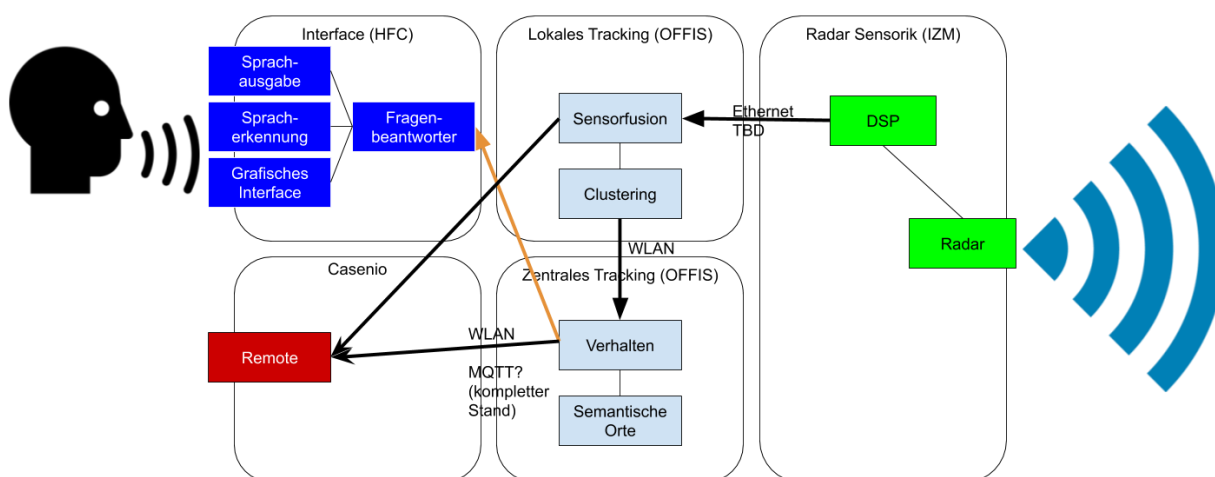 Interface (HFC)
Sprach-
ausgabe
Sprach-
erkennung
Grafisches
Interface
Fragen-
beantworter
Lokales Tracking (OFFIS)
Sensorfusion
Clustering
WLAN
Radar Sensorik (IZM)
Ethernet
TBD
DSP
Radar
Casenio
Remote
WLAN
MQTT?
(kompletter
Stand)
Zentrales Tracking (OFFIS)
Verhalten
Semantische
Orte